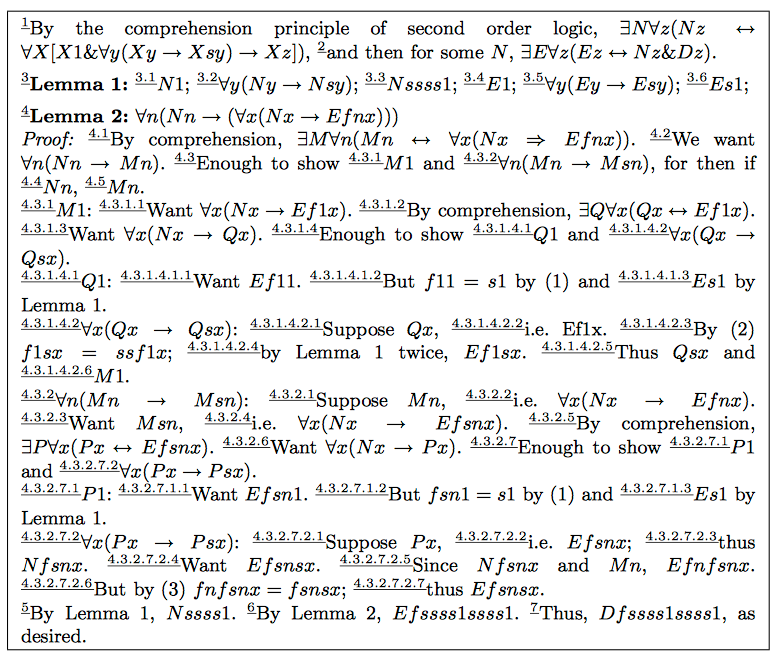 1By the comprehension principle of second order logic, ∃N∀z(Nz ↔
∀X[X1&∀y(Xy → Xsy) → Xz]), 2and then for some N, ∃E∀z(Ez ↔ Nz&Dz).
3Lemma 1: 3.1N1; 3.2∀y(Ny → Nsy); 3.3Nssss1; 3.4E1; 3.5∀y(Ey → Esy); 3.6Es1;
4Lemma 2: ∀n(Nn → (∀x(Nx → Efnx)))
Proof: 4.1By comprehension, ∃M∀n(Mn ↔ ∀x(Nx ⇒ Efnx)). 4.2We want
∀n(Nn → Mn). 4.3Enough to show 4.3.1M1 and 4.3.2∀n(Mn → Msn), for then if
4.4Nn, 4.5Mn.
4.3.1M1: 4.3.1.1Want ∀x(Nx → Ef1x). 4.3.1.2By comprehension, ∃Q∀x(Qx ↔ Ef1x).
4.3.1.3Want ∀x(Nx → Qx). 4.3.1.4Enough to show 4.3.1.4.1Q1 and 4.3.1.4.2∀x(Qx →
Qsx).
4.3.1.4.1Q1: 4.3.1.4.1.1Want Ef11. 4.3.1.4.1.2But f11 = s1 by (1) and 4.3.1.4.1.3Es1 by
Lemma 1.
4.3.1.4.2∀x(Qx → Qsx): 4.3.1.4.2.1Suppose Qx, 4.3.1.4.2.2i.e. Ef1x. 4.3.1.4.2.3By (2)
f1sx = ssf1x; 4.3.1.4.2.4by Lemma 1 twice, Ef1sx. 4.3.1.4.2.5Thus Qsx and
4.3.1.4.2.6M1.
4.3.2∀n(Mn → Msn): 4.3.2.1Suppose Mn, 4.3.2.2i.e. ∀x(Nx → Efnx).
4.3.2.3Want Msn, 4.3.2.4i.e. ∀x(Nx → Efsnx). 4.3.2.5By comprehension,
∃P∀x(Px ↔ Efsnx). 4.3.2.6Want ∀x(Nx → Px). 4.3.2.7Enough to show 4.3.2.7.1P1
and 4.3.2.7.2∀x(Px → Psx).
4.3.2.7.1P1: 4.3.2.7.1.1Want Efsn1. 4.3.2.7.1.2But fsn1 = s1 by (1) and 4.3.2.7.1.3Es1 by
Lemma 1.
4.3.2.7.2∀x(Px → Psx): 4.3.2.7.2.1Suppose Px, 4.3.2.7.2.2i.e. Efsnx; 4.3.2.7.2.3thus
Nfsnx. 4.3.2.7.2.4Want Efsnsx. 4.3.2.7.2.5Since Nfsnx and Mn, Efnfsnx.
4.3.2.7.2.6But by (3) fnfsnx = fsnsx; 4.3.2.7.2.7thus Efsnsx.
5By Lemma 1, Nssss1. 6By Lemma 2, Efssss1ssss1. 7Thus, Dfssss1ssss1, as
desired.